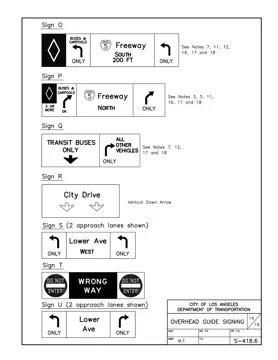 Sign O
BUSES &
CARPOOLS
ONLY
5
Freeway
SOUTH
200 FT
ONLY
See Notes 7, 11, 12,
16, 17 and 18
Sign P
BUSES &
CARPOOLS
3 OR
MORE
OK
5
Freeway
NORTH
ONLY
See Notes 3, 5, 11,
16, 17 and 18
Sign Q
TRANSIT BUSES
ONLY
ALL
OTHER
VEHICLES
ONLY
See Notes 7, 12,
17 and 18
Sign R
City Drive
Vertical Down Arrow
Sign S (2 approach lanes shown)
ONLY
Lower Ave
WEST
ONLY
Sign T
DO NOT
ENTER
WRONG
WAY
DO NOT
ENTER
Sign U (2 approach lanes shown)
ONLY
Lower
Ave
ONLY
CITY OF LOS ANGELES
DEPARTMENT OF TRANSPORTATION
OVERHEAD GUIDE SIGNING
M.T.
S-418.6